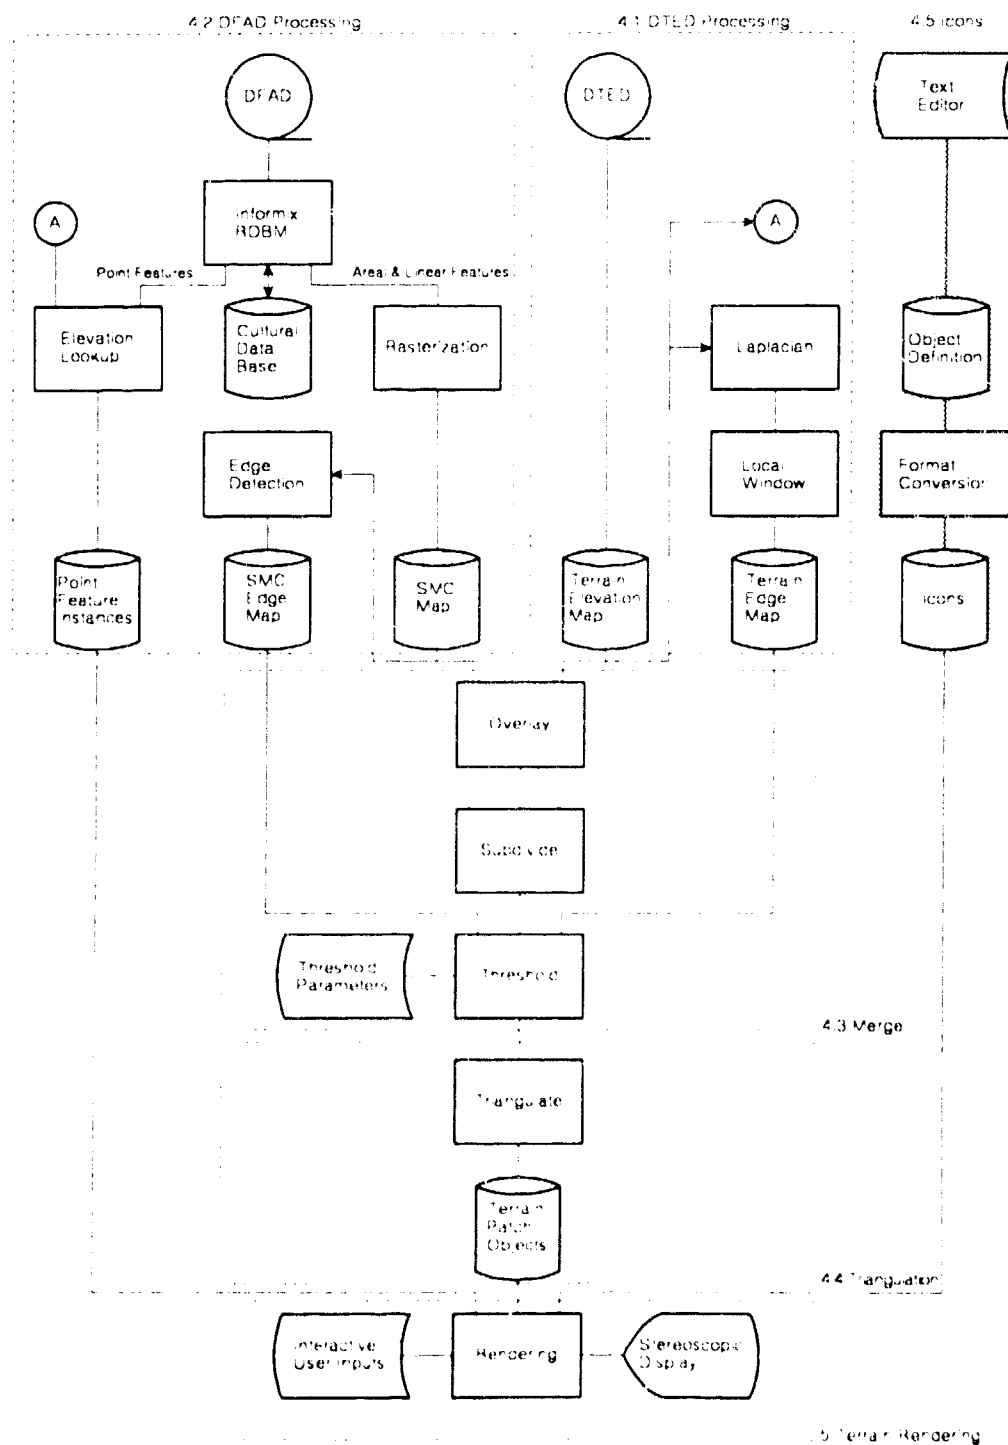 4.2 DFAD Processing
4.1 DTED Processing
4.5 Icons
DFAD
DTED
Text
Editor
A
Informix
RDBM
A
Point Features
Areal & Linear Features
Elevation
Lookup
Cultural
Data
Base
Rasterization
Laplacian
Object
Definition
Edge
Detection
Local
Window
Format
Conversion
Point
Feature
Instances
SMC
Edge
Map
SMC
Map
Terrain
Elevation
Map
Terrain
Edge
Map
Icons
Overlay
Subdivide
Threshold
Parameters
Threshold
4.3 Merge
Triangulate
Terrain
Patch
Objects
4.4 Triangulation
Interactive
User Inputs
Rendering
Stereoscopic
Display
5 Terrain Rendering